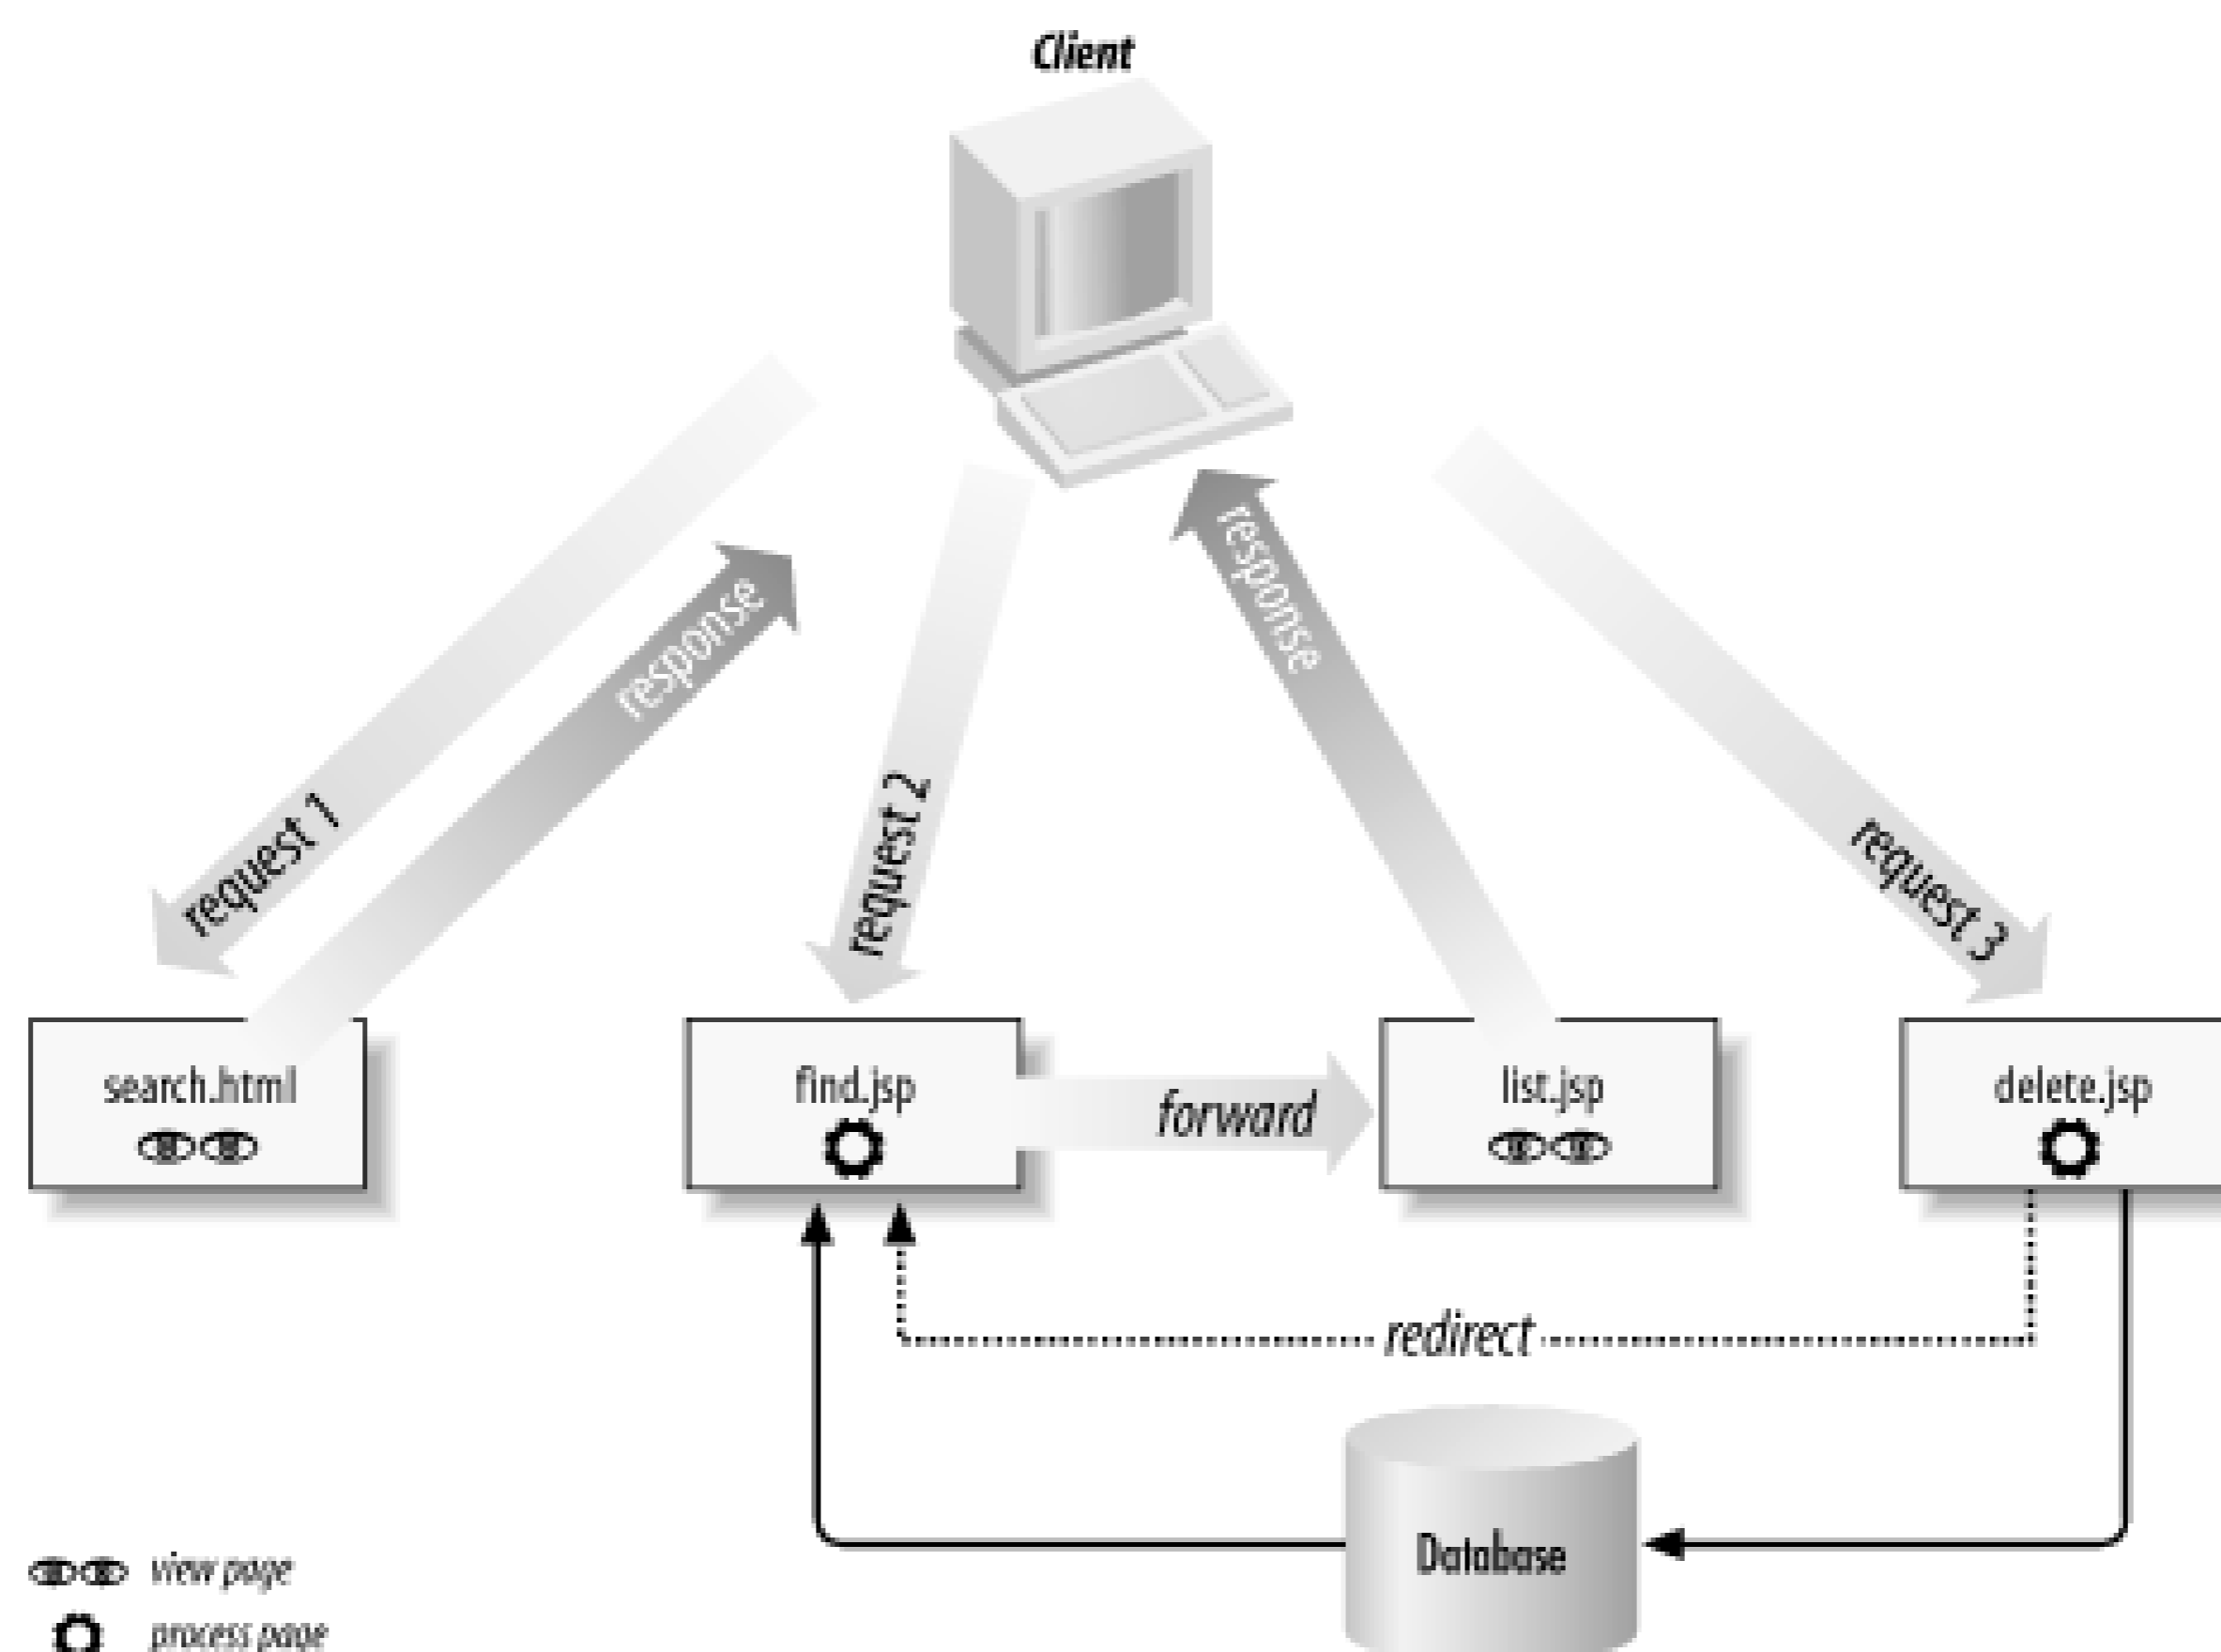 Client
response
response
request 1
request 2
request 3
search.html
find.jsp
forward
list.jsp
delete.jsp
redirect
Database
view page
process page